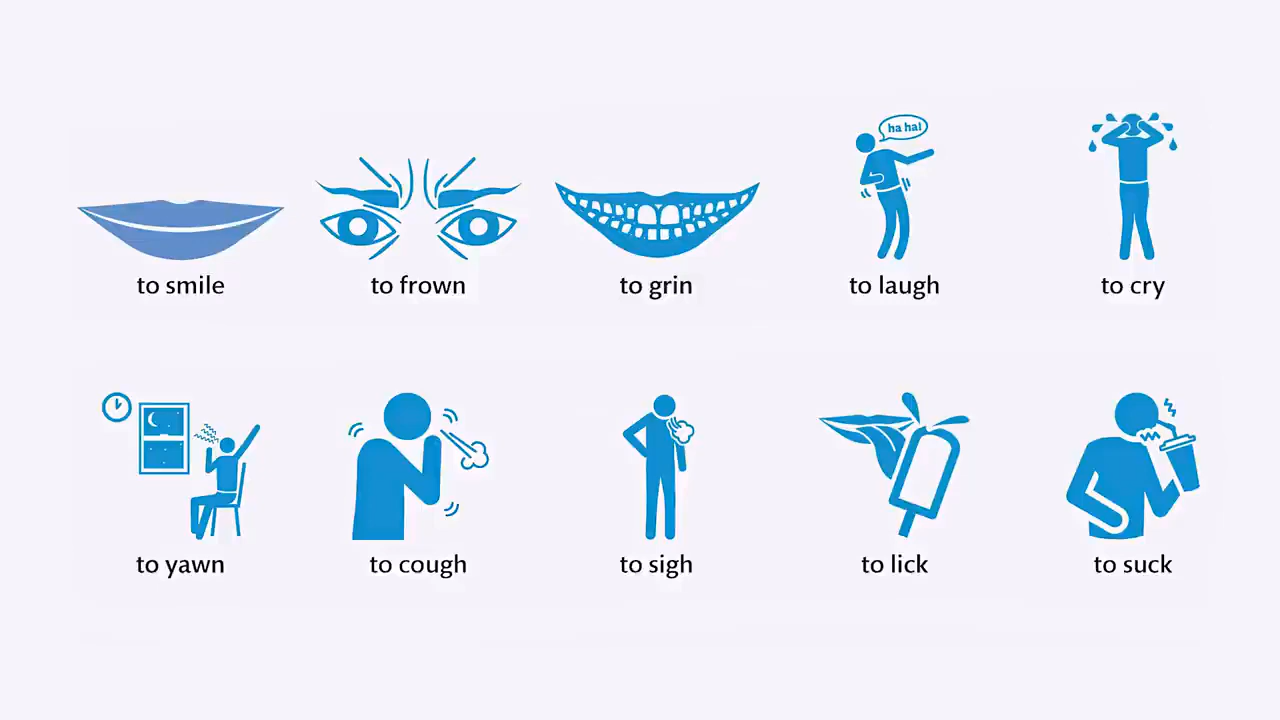 ha ha!
to smile
to frown
to grin
to laugh
to cry
to yawn
to cough
to sigh
to lick
to suck